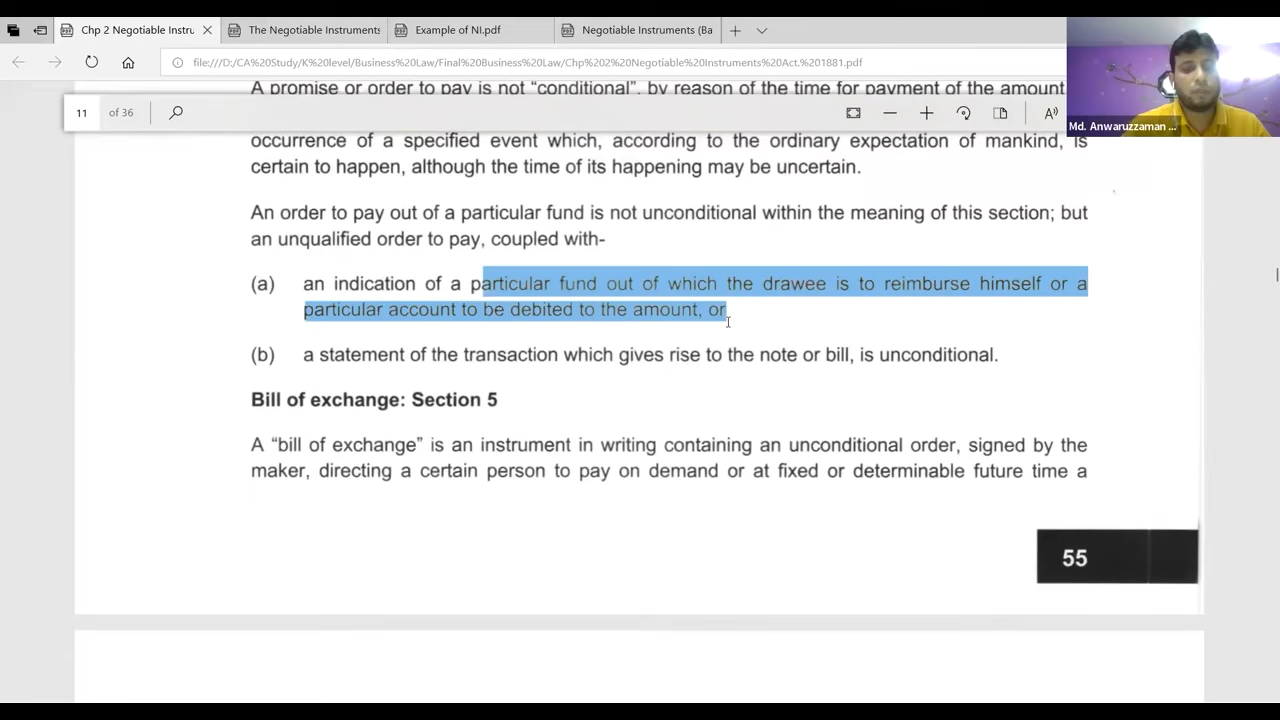 Chp 2 Negotiable Instru
The Negotiable Instruments
Example of NI.pdf
Negotiable Instruments (Ba
file:///D:/CA%20Study/K%20level/Business%20Law/Final%20Business%20Law/Chp%202%20Negotiable%20Instruments%20Act.%201881.pdf
11 of 36
Md. Anwaruzzaman ...
A promise or order to pay is not “conditional”, by reason of the time for payment of the amount
occurrence of a specified event which, according to the ordinary expectation of mankind, is
certain to happen, although the time of its happening may be uncertain.
An order to pay out of a particular fund is not unconditional within the meaning of this section; but
an unqualified order to pay, coupled with-
(a) an indication of a particular fund out of which the drawee is to reimburse himself or a
particular account to be debited to the amount, or
(b) a statement of the transaction which gives rise to the note or bill, is unconditional.
Bill of exchange: Section 5
A “bill of exchange” is an instrument in writing containing an unconditional order, signed by the
maker, directing a certain person to pay on demand or at fixed or determinable future time a
55